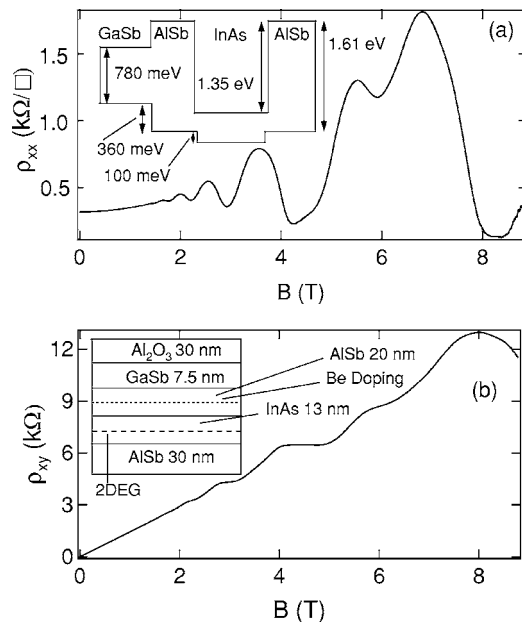 GaSb AlSb InAs AlSb (a)
1.61 eV
780 meV
1.35 eV
360 meV
100 meV
ρxx (kΩ/□)
1.5
1.0
0.5
0 2 4 6 8
B (T)
Al2O3 30 nm
GaSb 7.5 nm
AlSb 20 nm
Be Doping
InAs 13 nm
AlSb 30 nm
2DEG
(b)
ρxy (kΩ)
12
9
6
3
0
0 2 4 6 8
B (T)